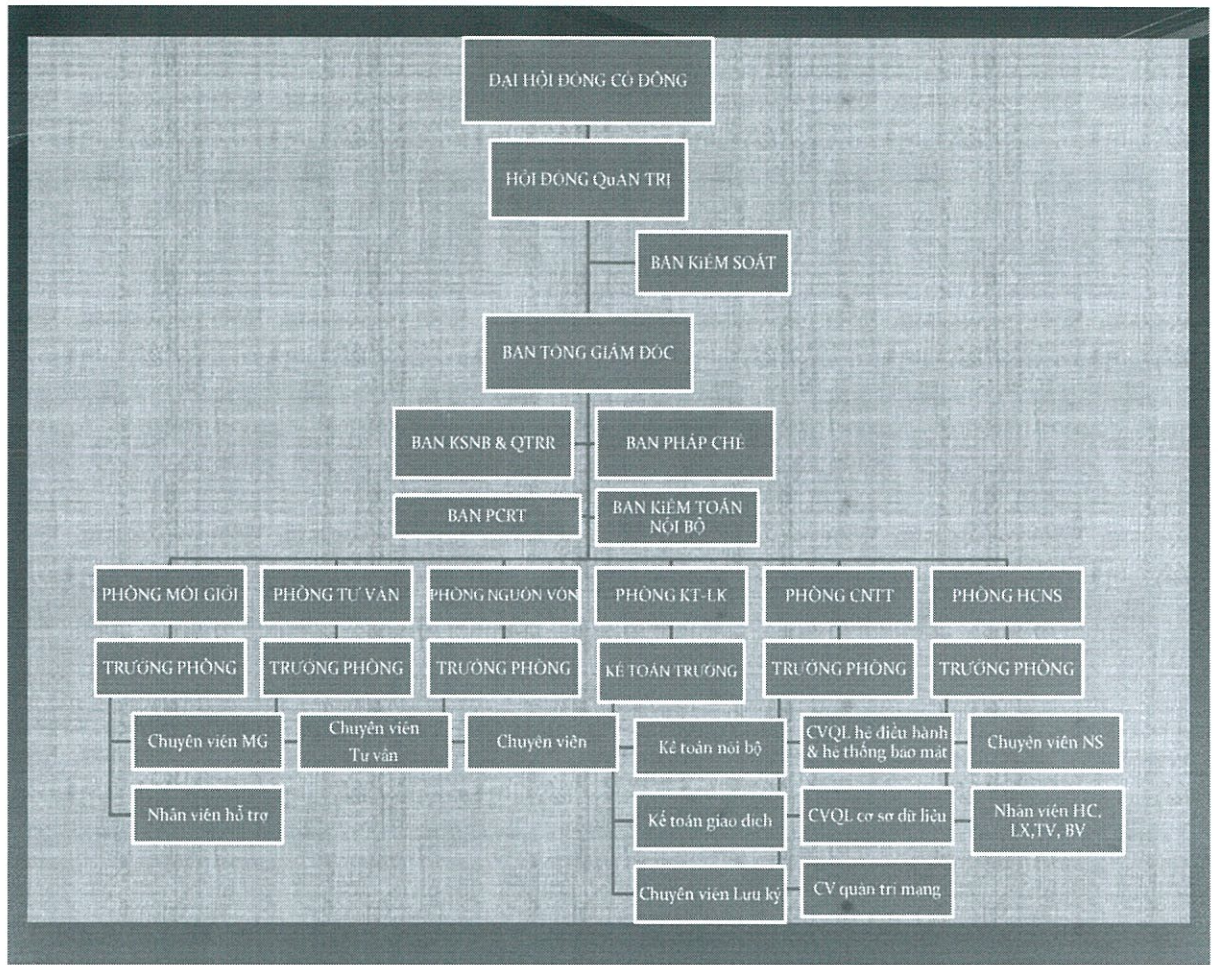 ĐẠI HỘI ĐỒNG CỔ ĐÔNG
HỘI ĐỒNG QuẢN TRỊ
BAN KiỂM SOÁT
BAN TỔNG GIÁM ĐỐC
BAN KSNB & QTRR
BAN PHÁP CHẾ
BAN PCRT
BAN KiỂM TOÁN
NỘI BỘ
PHÒNG MÔI GIỚI
PHÒNG TƯ VẤN
PHÒNG NGUỒN VỐN
PHÒNG KT-LK
PHÒNG CNTT
PHÒNG HCNS
TRƯỞNG PHÒNG
TRƯỞNG PHÒNG
TRƯỞNG PHÒNG
KẾ TOÁN TRƯỞNG
TRƯỞNG PHÒNG
TRƯỞNG PHÒNG
Chuyên viên MG
Chuyên viên
Tư vấn
Chuyên viên
Kế toán nội bộ
CVQL hệ điều hành
& hệ thống bảo mật
Chuyên viên NS
Nhân viên hỗ trợ
Kế toán giao dịch
CVQL cơ sơ dữ liệu
Nhân viên HC,
LX,TV, BV
Chuyên viên Lưu ký
CV quản trị mạng